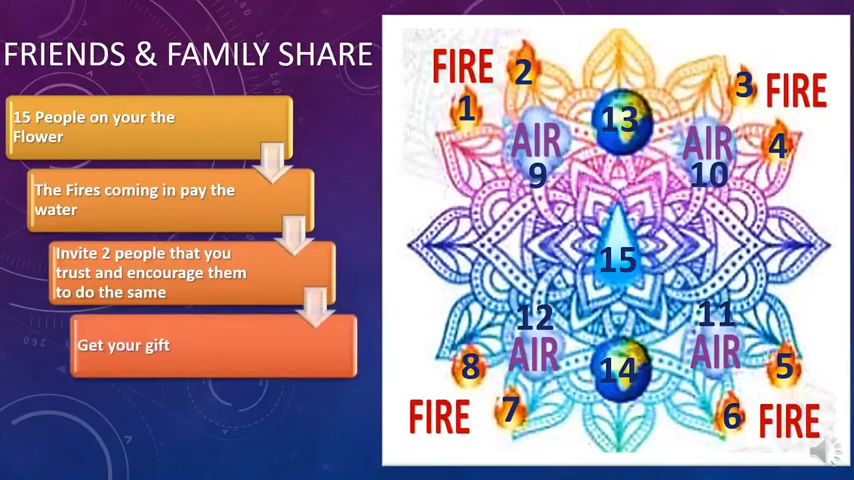 FRIENDS & FAMILY SHARE
15 People on your the
Flower
The Fires coming in pay the
water
Invite 2 people that you
trust and encourage them
to do the same
Get your gift
FIRE
2
1
3
FIRE
4
13
AIR
9
AIR
10
15
12
AIR
11
AIR
14
8
7
FIRE
5
6
FIRE
260